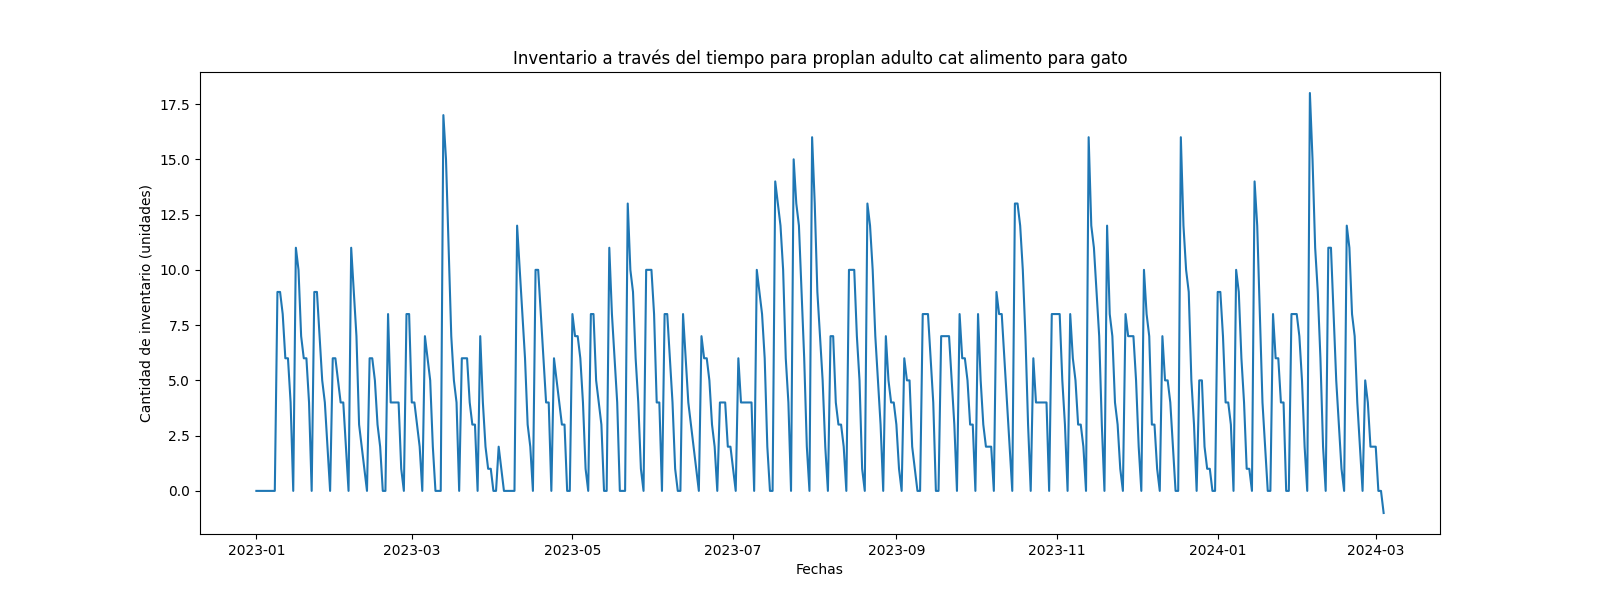 Inventario a través del tiempo para proplan adulto cat alimento para gato
Cantidad de inventario (unidades)
17.5
15.0
12.5
10.0
7.5
5.0
2.5
0.0
2023-01 2023-03 2023-05 2023-07 2023-09 2023-11 2024-01 2024-03
Fechas